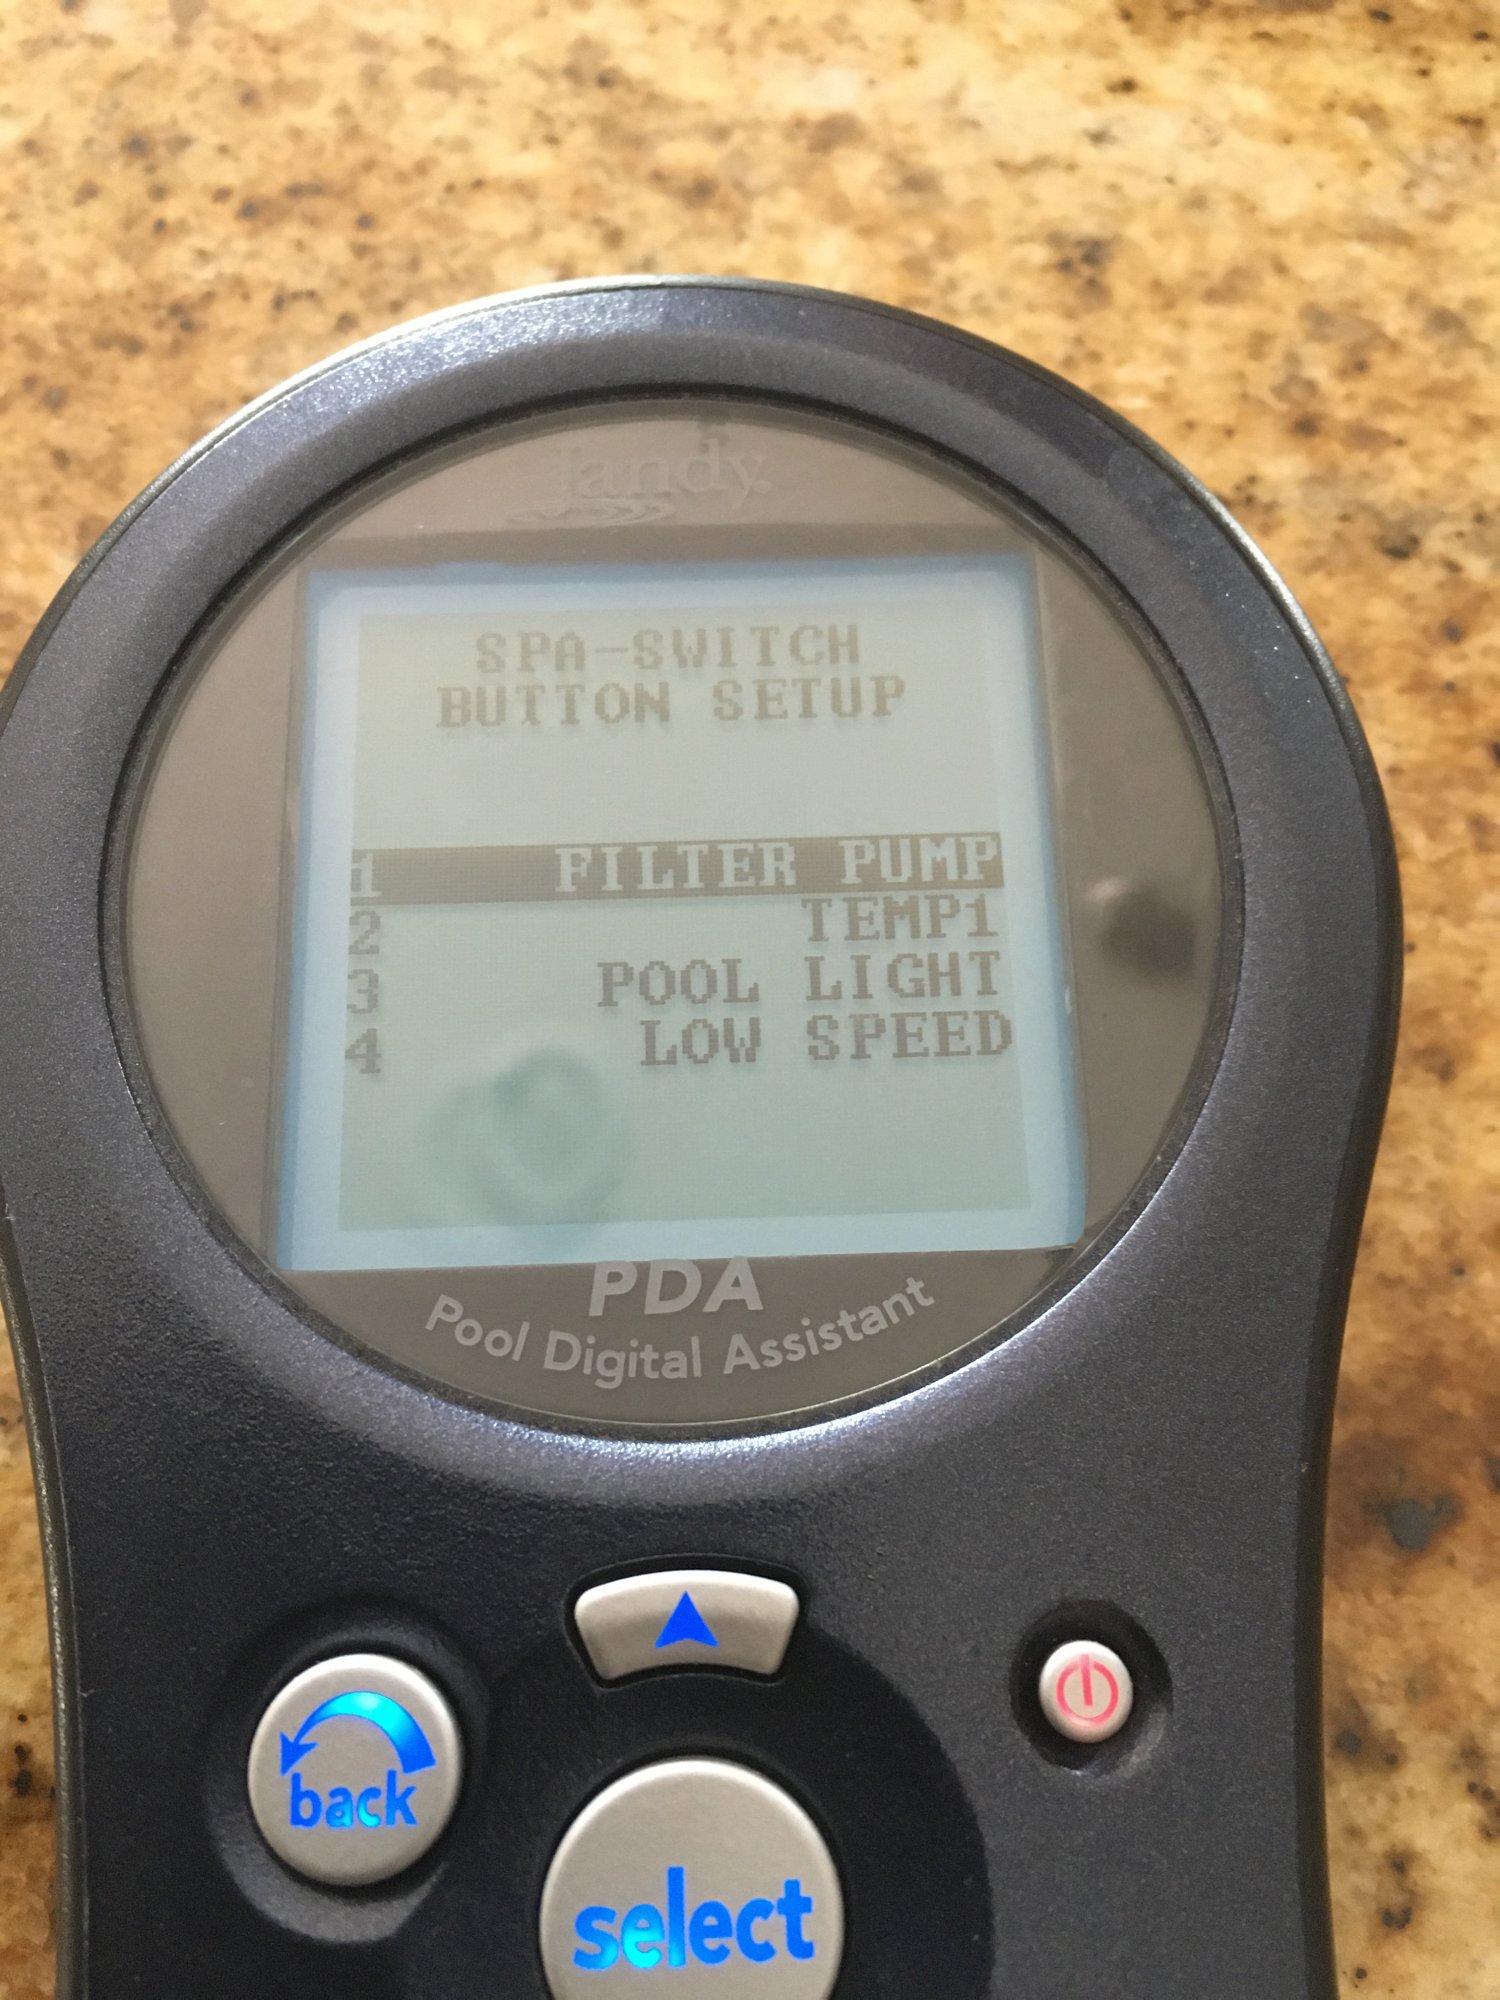 Jandy.
SPA-SWITCH
BUTTON SETUP
1 FILTER PUMP
2 TEMP1
3 POOL LIGHT
4 LOW SPEED
PDA
Pool Digital Assistant
back
select